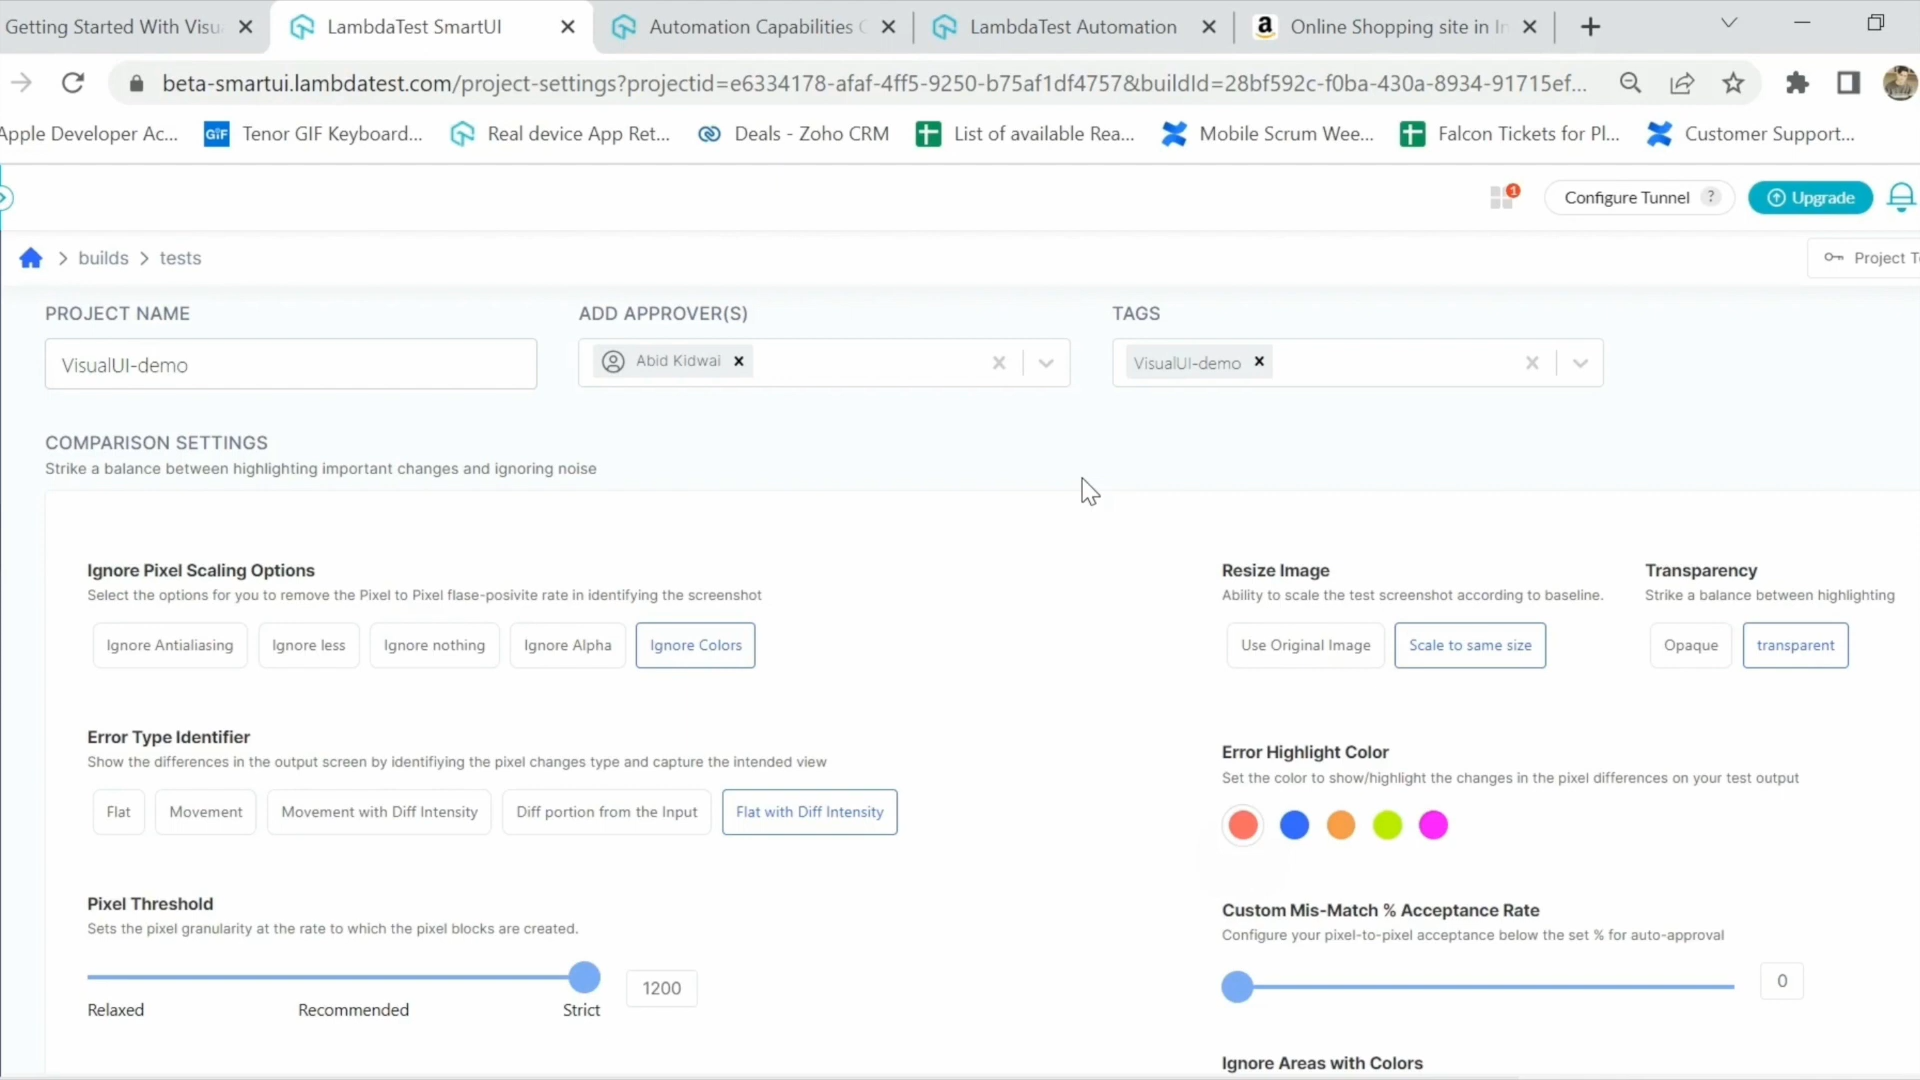 Getting Started With Visu
LambdaTest SmartUI
Automation Capabilities
LambdaTest Automation
a
Online Shopping site in In
beta-smartui.lambdatest.com/project-settings?projectid=e6334178-afaf-4ff5-9250-b75af1df4757&buildId=28bf592c-f0ba-430a-8934-91715ef...
Apple Developer Ac...
GIF
Tenor GIF Keyboard...
Real device App Ret...
Deals - Zoho CRM
List of available Rea...
Mobile Scrum Wee...
Falcon Tickets for Pl...
Customer Support...
1
Configure Tunnel ?
Upgrade
> builds > tests
Project T
PROJECT NAME
ADD APPROVER(S)
TAGS
VisualUI-demo
Abid Kidwai
VisualUI-demo
COMPARISON SETTINGS
Strike a balance between highlighting important changes and ignoring noise
Ignore Pixel Scaling Options
Select the options for you to remove the Pixel to Pixel flase-posivite rate in identifying the screenshot
Ignore Antialiasing
Ignore less
Ignore nothing
Ignore Alpha
Ignore Colors
Resize Image
Ability to scale the test screenshot according to baseline.
Use Original Image
Scale to same size
Transparency
Strike a balance between highlighting
Opaque
transparent
Error Type Identifier
Show the differences in the output screen by identifiying the pixel changes type and capture the intended view
Flat
Movement
Movement with Diff Intensity
Diff portion from the Input
Flat with Diff Intensity
Error Highlight Color
Set the color to show/highlight the changes in the pixel differences on your test output
Pixel Threshold
Sets the pixel granularity at the rate to which the pixel blocks are created.
1200
Relaxed
Recommended
Strict
Custom Mis-Match % Acceptance Rate
Configure your pixel-to-pixel acceptance below the set % for auto-approval
0
Ignore Areas with Colors